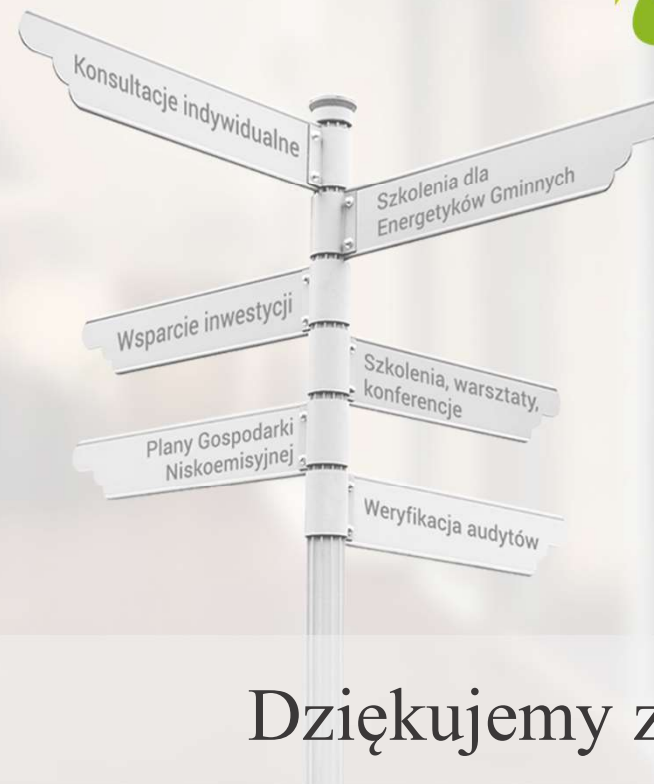 Konsultacje indywidualne
Szkolenia dla
Energetyków Gminnych
Wsparcie inwestycji
Szkolenia, warsztaty,
konferencje
Plany Gospodarki
Niskoemisyjnej
Weryfikacja audytów
Dziękujemy z